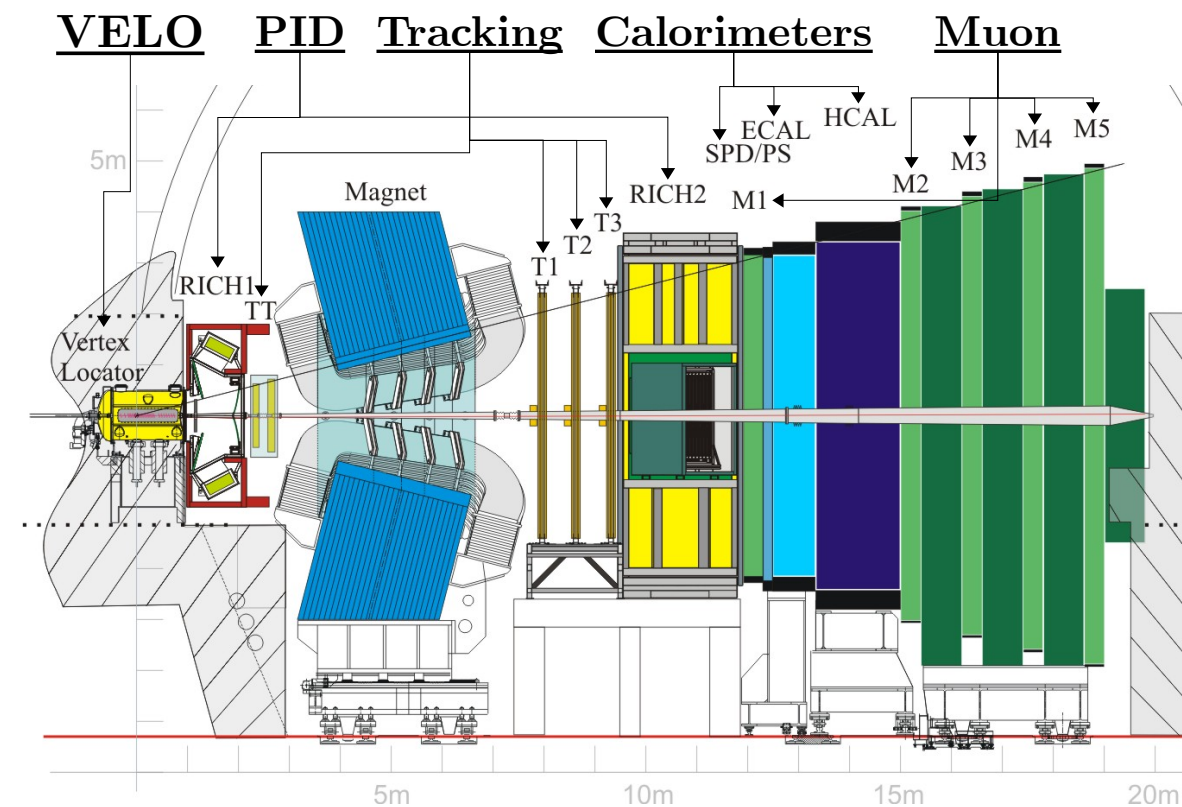 VELO PID Tracking Calorimeters Muon
HCAL
ECAL
SPD/PS
M5
M4
M3
M2
M1
5m
Magnet
RICH2
T3
T2
T1
RICH1
TT
Vertex
Locator
5m 10m 15m 20m